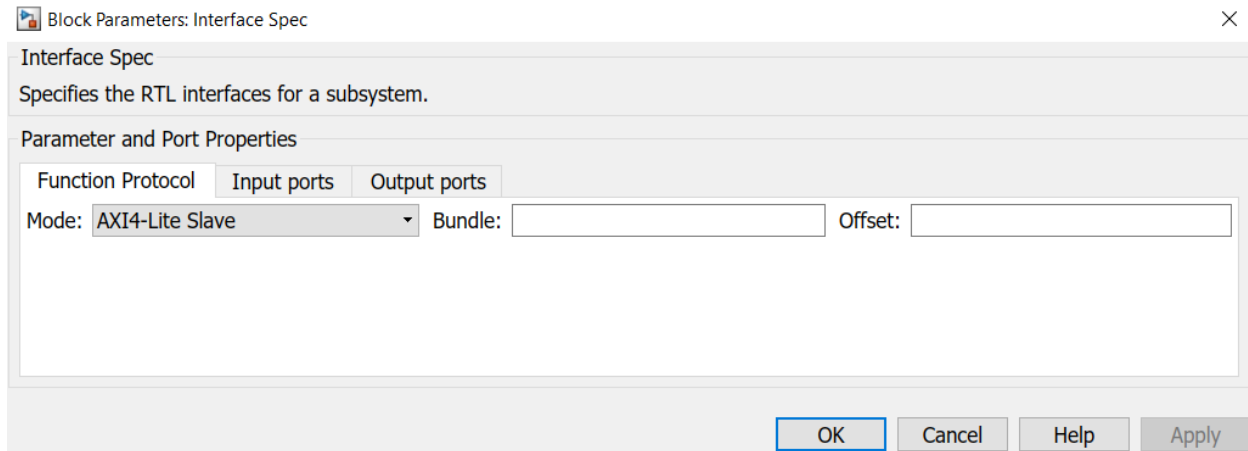 Block Parameters: Interface Spec
Interface Spec
Specifies the RTL interfaces for a subsystem.
Parameter and Port Properties
Function Protocol Input ports Output ports
Mode: AXI4-Lite Slave Bundle: Offset:
OK Cancel Help Apply